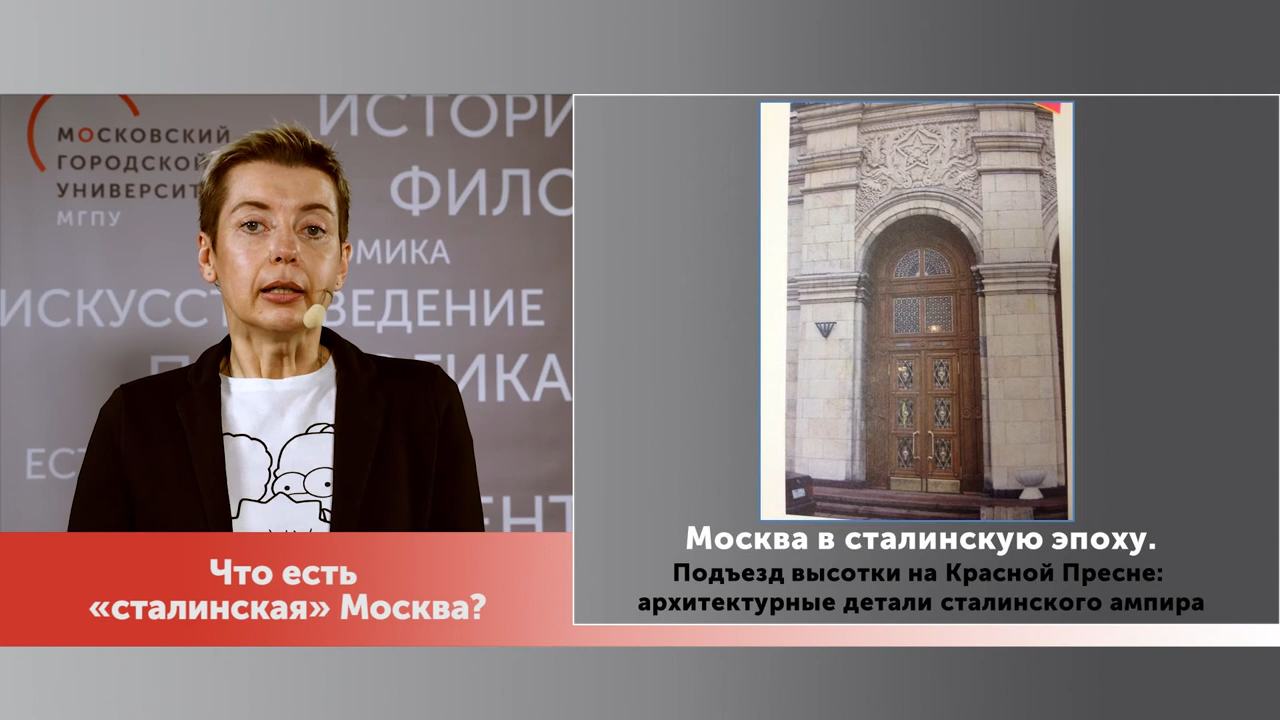 МОСКОВСКИЙ
ГОРОДСКОЙ
УНИВЕРСИТ
МГПУ
ИСТОРИ
ФИЛО
ОМИКА
ИСКУССТ ВЕДЕНИЕ
П ОГИКА
ЕСТ
ЕНТ
Что есть
«сталинская» Москва?
Москва в сталинскую эпоху.
Подъезд высотки на Красной Пресне:
архитектурные детали сталинского ампира